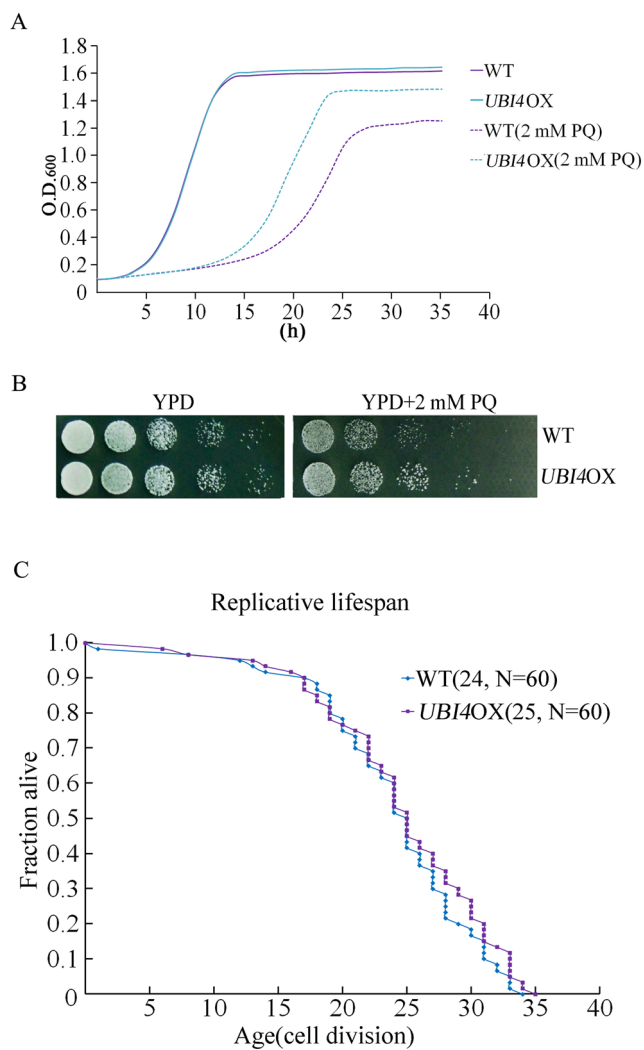 A
1.8
1.6
1.4
1.2
1.0
0.8
0.6
0.4
0.2
0
O.D.600
5 10 15 20 25 30 35 40
(h)
WT
UBI4OX
WT(2 mM PQ)
UBI4OX(2 mM PQ)
B
YPD YPD+2 mM PQ
WT
UBI4OX
C
Replicative lifespan
1.0
0.9
0.8
0.7
0.6
0.5
0.4
0.3
0.2
0.1
0
Fraction alive
WT(24, N=60)
UBI4OX(25, N=60)
5 10 15 20 25 30 35 40
Age(cell division)